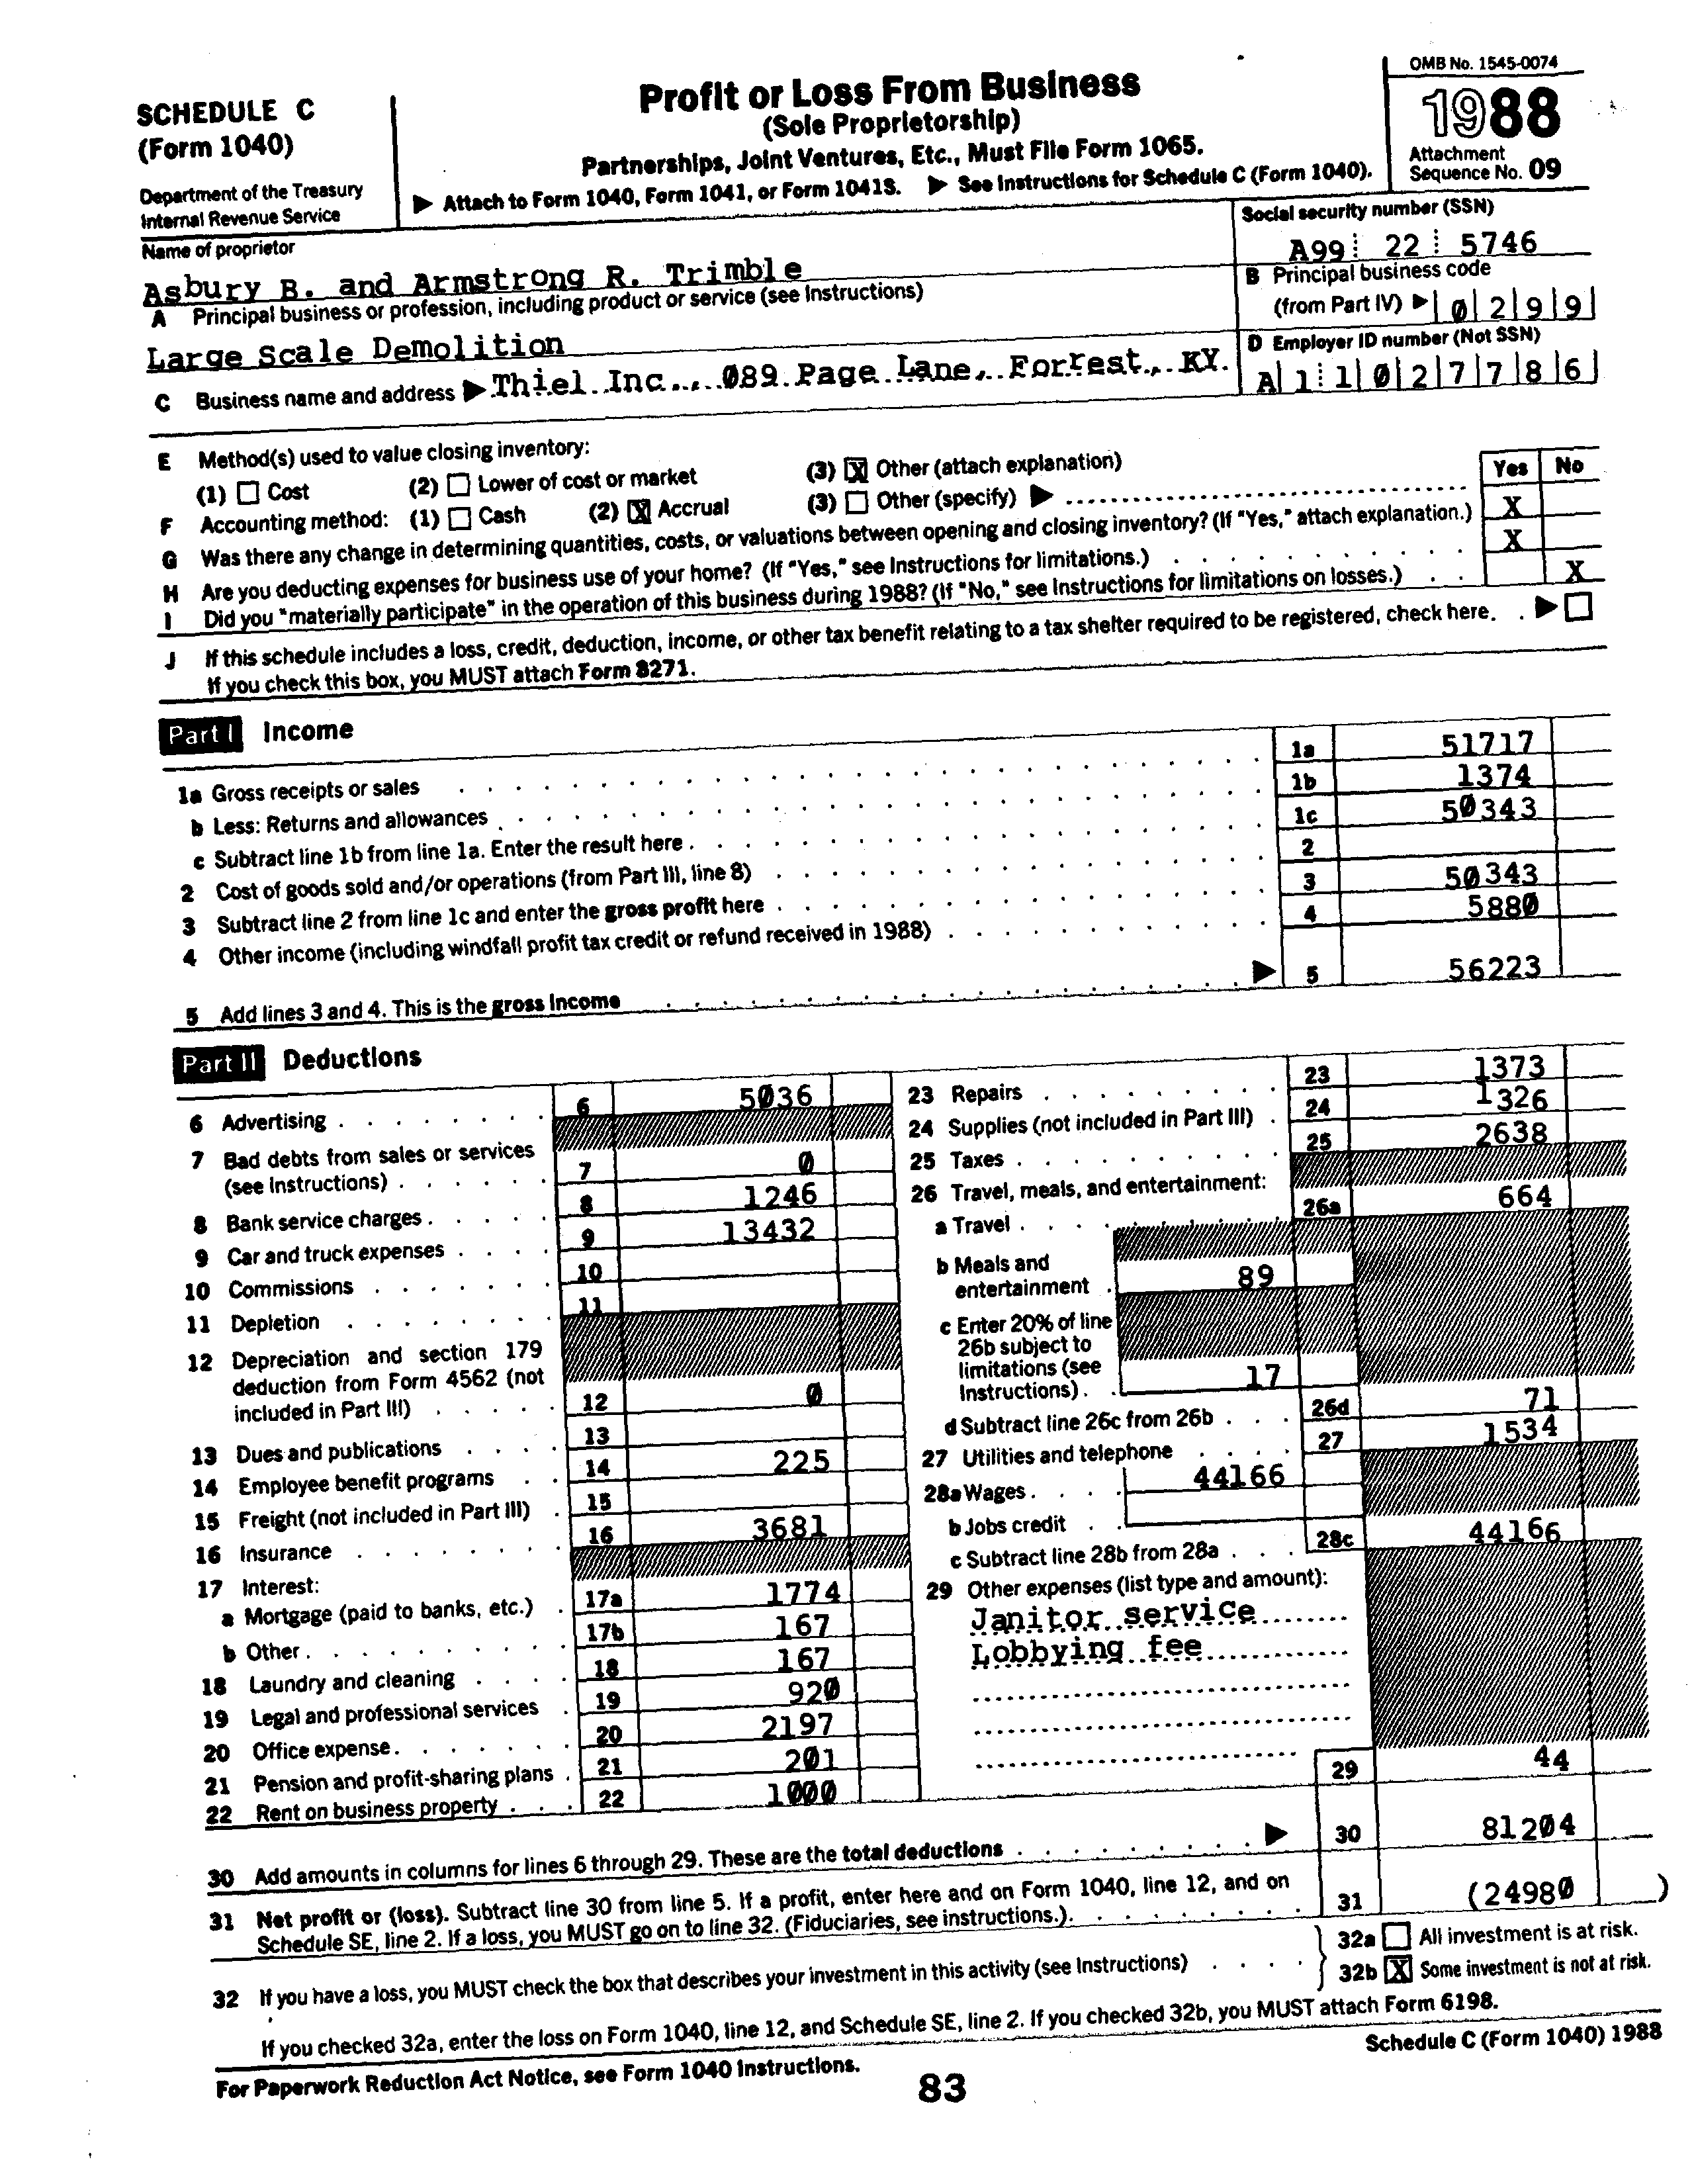 SCHEDULE C
(Form 1040)
Department of the Treasury
Internal Revenue Service
Profit or Loss From Business
(Sole Proprietorship)
Partnerships, Joint Ventures, Etc., Must File Form 1065.
▶ Attach to Form 1040, Form 1041, or Form 1041S. ▶ See Instructions for Schedule C (Form 1040).
OMB No. 1545-0074
1988
Attachment
Sequence No. 09
Name of proprietor
Asbury B. and Armstrong R. Trimble
Social security number (SSN)
A99 22 5746
A Principal business or profession, including product or service (see Instructions)
Large Scale Demolition
B Principal business code
(from Part IV) ▶ 0 2 9 9
C Business name and address ▶ Thiel Inc., 089 Page Lane, Forrest, KY.
D Employer ID number (Not SSN)
A 1 1 0 2 7 7 8 6
E Method(s) used to value closing inventory:
(1) ☐ Cost (2) ☐ Lower of cost or market (3) ☒ Other (attach explanation)
F Accounting method: (1) ☐ Cash (2) ☒ Accrual (3) ☐ Other (specify) ▶
Yes No
G Was there any change in determining quantities, costs, or valuations between opening and closing inventory? (If "Yes," attach explanation.) X
H Are you deducting expenses for business use of your home? (If "Yes," see Instructions for limitations.) X
I Did you "materially participate" in the operation of this business during 1988? (If "No," see Instructions for limitations on losses.) X
J If this schedule includes a loss, credit, deduction, income, or other tax benefit relating to a tax shelter required to be registered, check here. ▶ ☐
If you check this box, you MUST attach Form 8271.
Part I Income
1a Gross receipts or sales 1a 51717
b Less: Returns and allowances 1b 1374
c Subtract line 1b from line 1a. Enter the result here 1c 50343
2 Cost of goods sold and/or operations (from Part III, line 8) 2
3 Subtract line 2 from line 1c and enter the gross profit here 3 50343
4 Other income (including windfall profit tax credit or refund received in 1988) 4 5880
5 Add lines 3 and 4. This is the gross income ▶ 5 56223
Part II Deductions
6 Advertising 6 5036
7 Bad debts from sales or services
(see Instructions) 7 0
8 Bank service charges 8 1246
9 Car and truck expenses 9 13432
10 Commissions 10
11 Depletion 11
12 Depreciation and section 179
deduction from Form 4562 (not
included in Part III) 12 0
13 Dues and publications 13
14 Employee benefit programs 14 225
15 Freight (not included in Part III) 15
16 Insurance 16 3681
17 Interest:
a Mortgage (paid to banks, etc.) 17a 1774
b Other 17b 167
18 Laundry and cleaning 18 167
19 Legal and professional services 19 920
20 Office expense 20 2197
21 Pension and profit-sharing plans 21 201
22 Rent on business property 22 1000
23 Repairs 23 1373
24 Supplies (not included in Part III) 24 1326
25 Taxes 25 2638
26 Travel, meals, and entertainment:
a Travel 26a 664
b Meals and
entertainment 89
c Enter 20% of line
26b subject to
limitations (see
Instructions) 17
d Subtract line 26c from 26b 26d 71
27 Utilities and telephone 27 1534
28a Wages 44166
b Jobs credit
c Subtract line 28b from 28a 28c 44166
29 Other expenses (list type and amount):
Janitor service
Lobbying fee
29 44
30 Add amounts in columns for lines 6 through 29. These are the total deductions ▶ 30 81204
31 Net profit or (loss). Subtract line 30 from line 5. If a profit, enter here and on Form 1040, line 12, and on
Schedule SE, line 2. If a loss, you MUST go on to line 32. (Fiduciaries, see instructions.) 31 (24980 )
32 If you have a loss, you MUST check the box that describes your investment in this activity (see Instructions)
32a ☐ All investment is at risk.
32b ☒ Some investment is not at risk.
If you checked 32a, enter the loss on Form 1040, line 12, and Schedule SE, line 2. If you checked 32b, you MUST attach Form 6198.
For Paperwork Reduction Act Notice, see Form 1040 Instructions.
Schedule C (Form 1040) 1988
83